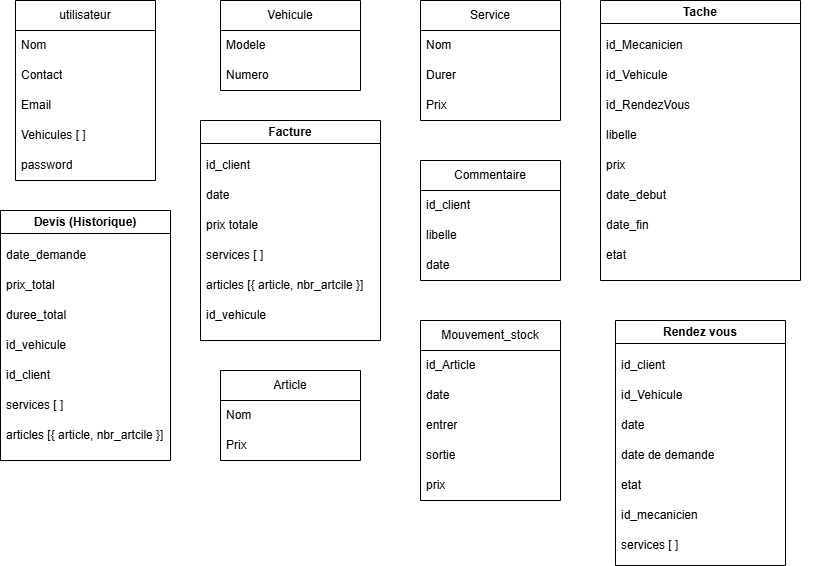 utilisateur
Nom
Contact
Email
Vehicules [ ]
password
Vehicule
Modele
Numero
Service
Nom
Durer
Prix
Tache
id_Mecanicien
id_Vehicule
id_RendezVous
libelle
prix
date_debut
date_fin
etat
Facture
id_client
date
prix totale
services [ ]
articles [{ article, nbr_artcile }]
id_vehicule
Commentaire
id_client
libelle
date
Devis (Historique)
date_demande
prix_total
duree_total
id_vehicule
id_client
services [ ]
articles [{ article, nbr_artcile }]
Article
Nom
Prix
Mouvement_stock
id_Article
date
entrer
sortie
prix
Rendez vous
id_client
id_Vehicule
date
date de demande
etat
id_mecanicien
services [ ]